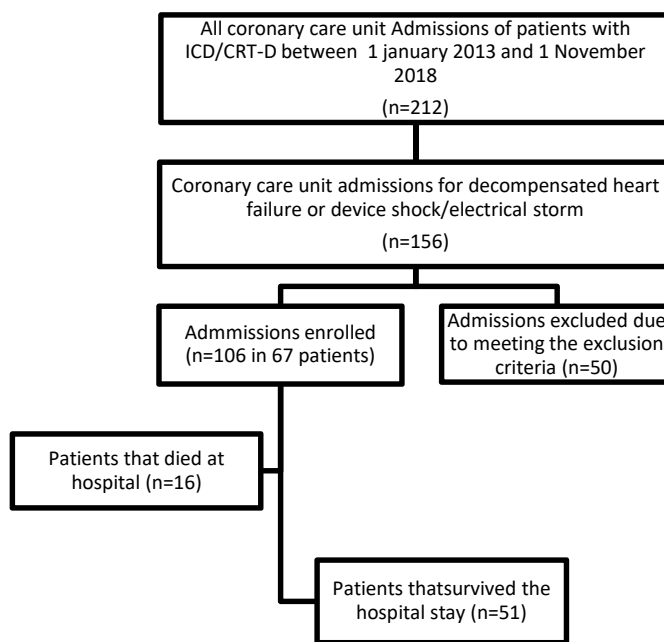 All coronary care unit Admissions of patients with
ICD/CRT-D between 1 january 2013 and 1 November
2018
(n=212)
Coronary care unit admissions for decompensated heart
failure or device shock/electrical storm
(n=156)
Admmissions enrolled
(n=106 in 67 patients)
Admissions excluded due
to meeting the exclusion
criteria (n=50)
Patients that died at
hospital (n=16)
Patients thatsurvived the
hospital stay (n=51)